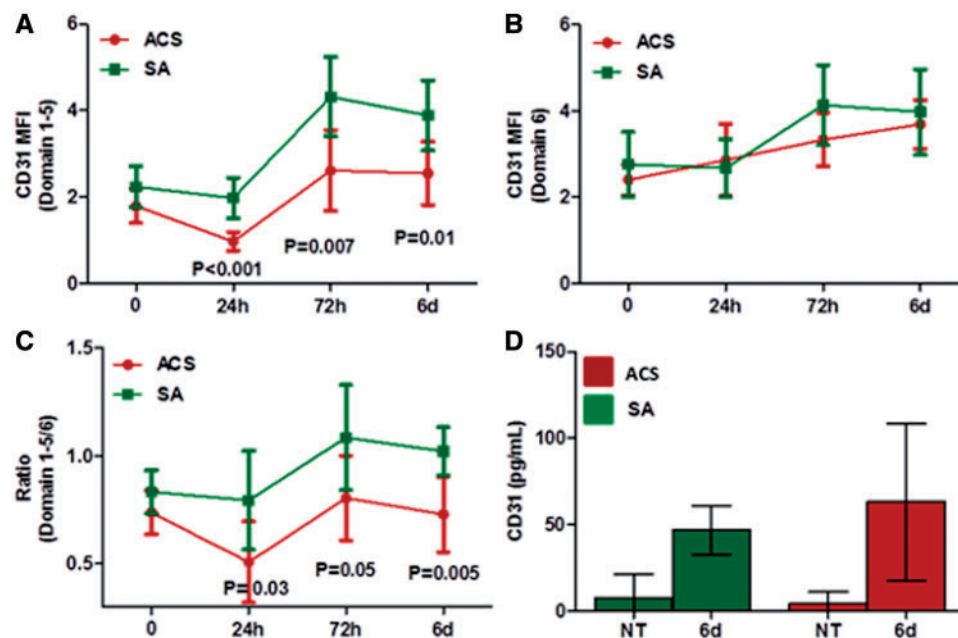 A
6
ACS
SA
4
2
0
CD31 MFI
(Domain 1-5)
P<0.001
P=0.007
P=0.01
0 24h 72h 6d
B
6
ACS
SA
4
2
0
CD31 MFI
(Domain 6)
0 24h 72h 6d
C
1.5
ACS
SA
1.0
0.5
Ratio
(Domain 1-5/6)
P=0.03
P=0.05
P=0.005
0 24h 72h 6d
D
150
ACS
SA
100
50
0
CD31 (pg/mL)
NT 6d NT 6d